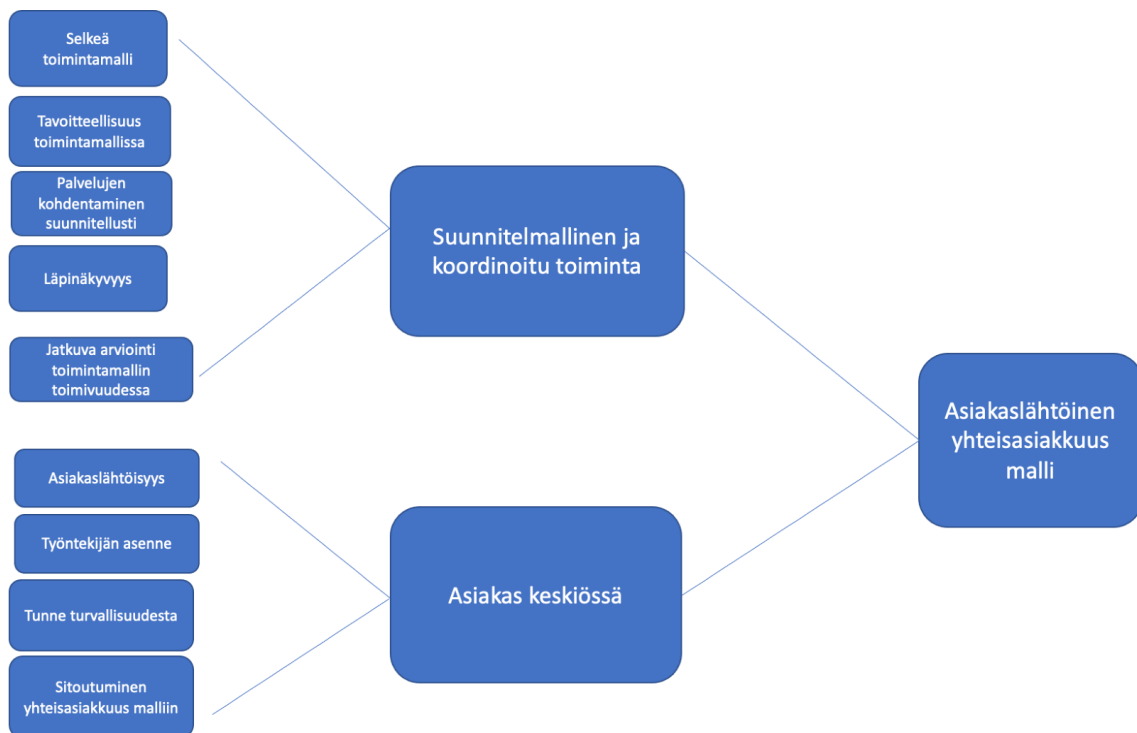 Selkeä
toimintamalli
Tavoitteellisuus
toimintamallissa
Palvelujen
kohdentaminen
suunnitellusti
Läpinäkyvyys
Jatkuva arviointi
toimintamallin
toimivuudessa
Asiakaslähtöisyys
Työntekijän asenne
Tunne turvallisuudesta
Sitoutuminen
yhteisasiakkuus malliin
Suunnitelmallinen ja
koordinoitu toiminta
Asiakas keskiössä
Asiakaslähtöinen
yhteisasiakkuus
malli